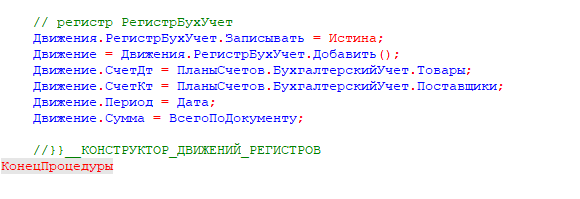 // регистр РегистрБухУчет
Движения.РегистрБухУчет.Записывать = Истина;
Движение = Движения.РегистрБухУчет.Добавить();
Движение.СчетДт = ПланыСчетов.БухгалтерскийУчет.Товары;
Движение.СчетКт = ПланыСчетов.БухгалтерскийУчет.Поставщики;
Движение.Период = Дата;
Движение.Сумма = ВсегоПоДокументу;
//}}__КОНСТРУКТОР_ДВИЖЕНИЙ_РЕГИСТРОВ
КонецПроцедуры